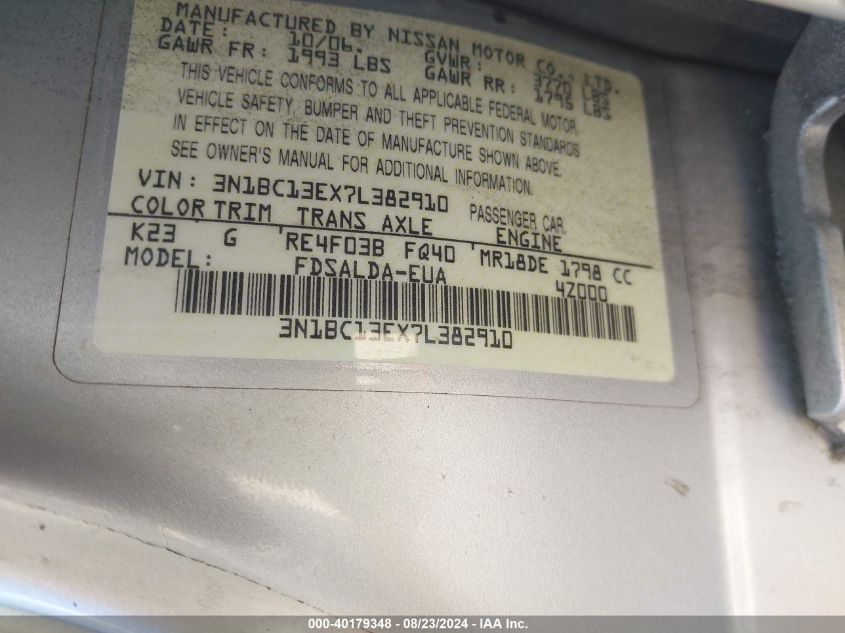 MANUFACTURED BY NISSAN MOTOR CO., LTD.
DATE: 10/06. GVWR: 3770 LBS
GAWR FR: 1993 LBS GAWR RR: 1795 LBS
THIS VEHICLE CONFORMS TO ALL APPLICABLE FEDERAL MOTOR
VEHICLE SAFETY, BUMPER AND THEFT PREVENTION STANDARDS
IN EFFECT ON THE DATE OF MANUFACTURE SHOWN ABOVE.
SEE OWNER'S MANUAL FOR ADDITIONAL INFORMATION.
VIN: 3N1BC13EX7L382910 PASSENGER CAR
COLOR TRIM TRANS AXLE ENGINE
K23 G RE4F03B FQ40 MR18DE 1798 CC
MODEL: FDSALDA-EUA 4Z000
3N1BC13EX7L382910
000-40179348 - 08/23/2024 - IAA Inc.